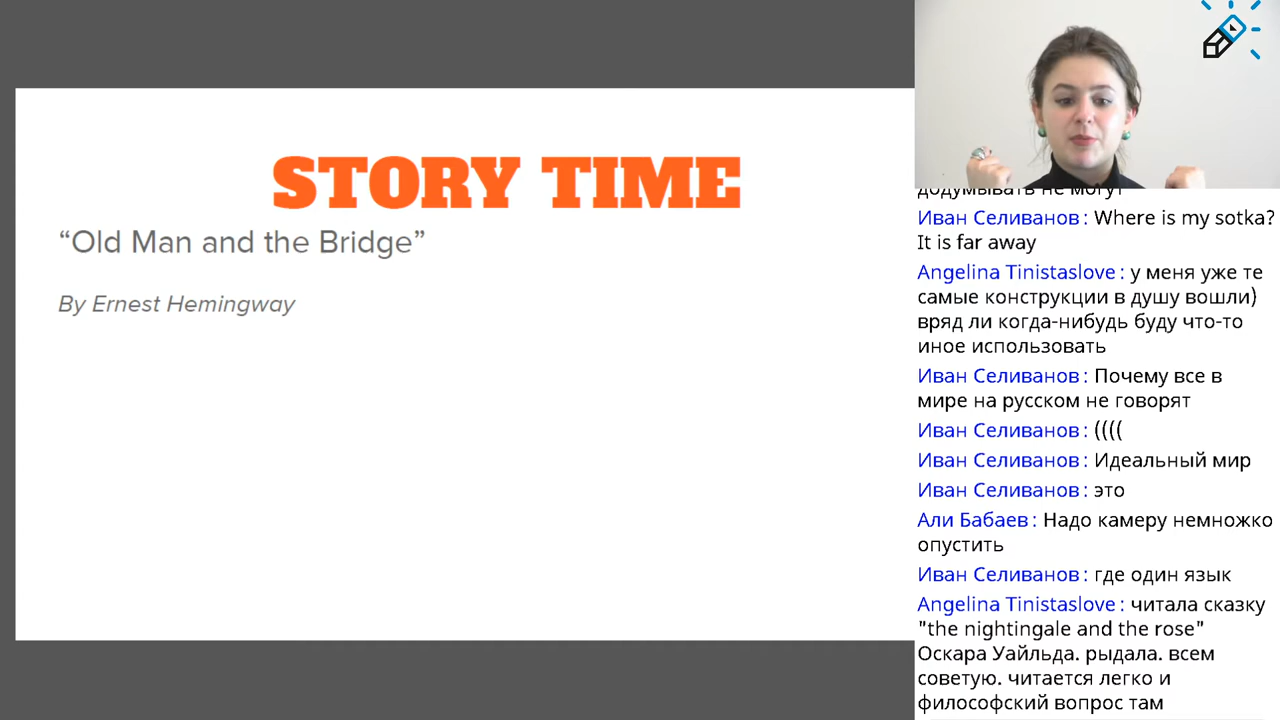 STORY TIME
“Old Man and the Bridge”
By Ernest Hemingway
додумывать не могут
Иван Селиванов : Where is my sotka?
It is far away
Angelina Tinistaslove : у меня уже те
самые конструкции в душу вошли)
вряд ли когда-нибудь буду что-то
иное использовать
Иван Селиванов : Почему все в
мире на русском не говорят
Иван Селиванов : ((((
Иван Селиванов : Идеальный мир
Иван Селиванов : это
Али Бабаев : Надо камеру немножко
опустить
Иван Селиванов : где один язык
Angelina Tinistaslove : читала сказку
"the nightingale and the rose"
Оскара Уайльда. рыдала. всем
советую. читается легко и
философский вопрос там